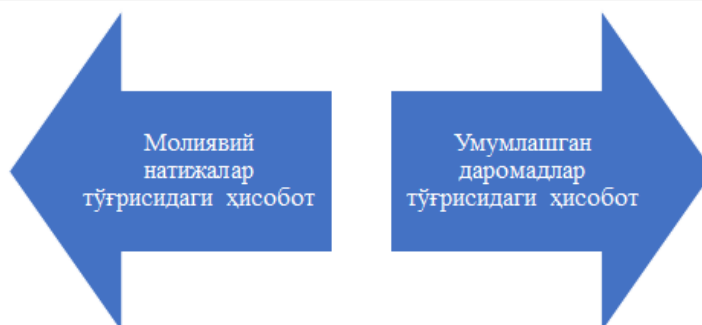 Молиявий
натижалар
тўғрисидаги ҳисобот
Умумлашган
даромадлар
тўғрисидаги ҳисобот